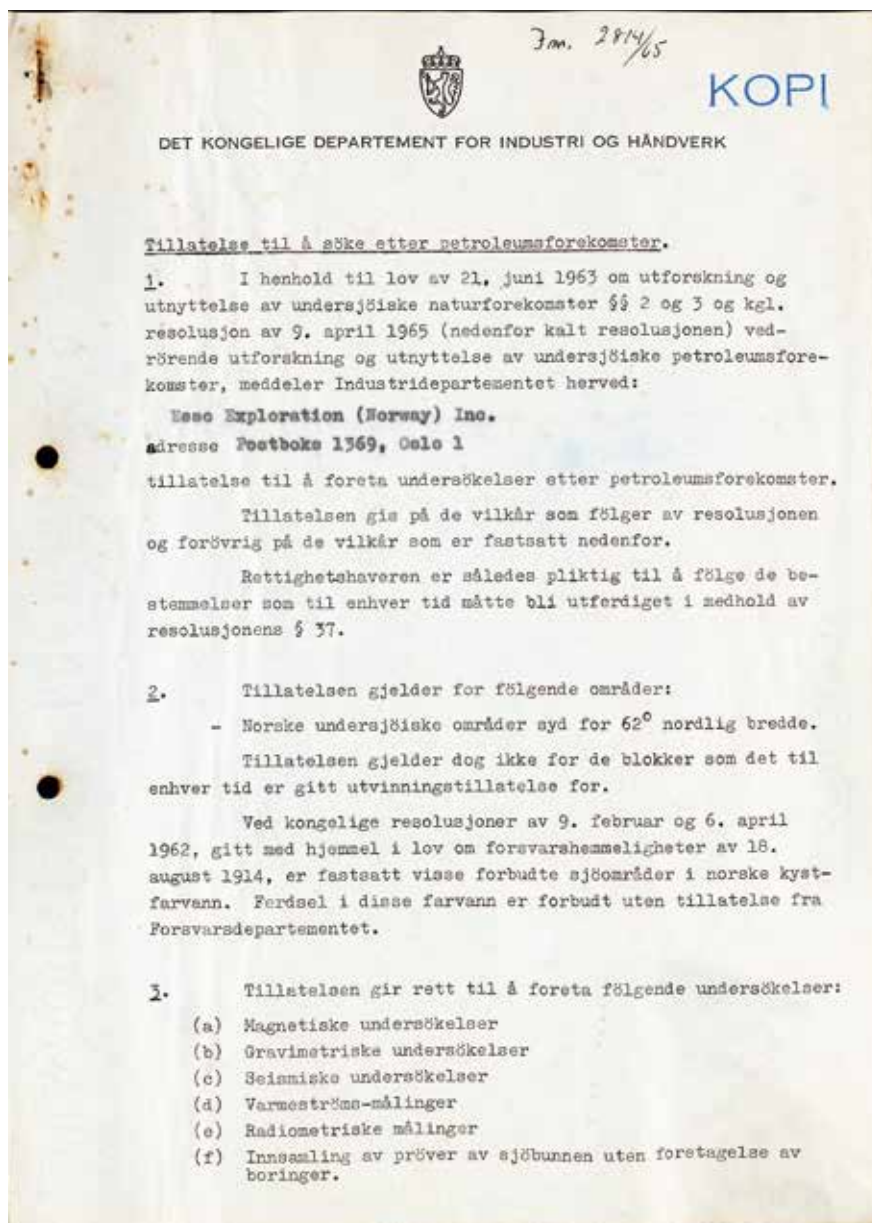 Jnr. 2814/65
KOPI
DET KONGELIGE DEPARTEMENT FOR INDUSTRI OG HÅNDVERK
Tillatelse til å söke etter petroleumsforekomster.
1. I henhold til lov av 21. juni 1963 om utforskning og
utnyttelse av undersjöiske naturforekomster §§ 2 og 3 og kgl.
resolusjon av 9. april 1965 (nedenfor kalt resolusjonen) ved-
rörende utforskning og utnyttelse av undersjöiske petroleumsfore-
komster, meddeler Industridepartementet herved:
Esso Exploration (Norway) Inc.
adresse Postboks 1369, Oslo 1
tillatelse til å foreta undersökelser etter petroleumsforekomster.
Tillatelsen gis på de vilkår som fölger av resolusjonen
og forövrig på de vilkår som er fastsatt nedenfor.
Rettighetshaveren er således pliktig til å fölge de be-
stemmelser som til enhver tid måtte bli utferdiget i medhold av
resolusjonens § 37.
2. Tillatelsen gjelder for fölgende områder:
- Norske undersjöiske områder syd for 62° nordlig bredde.
Tillatelsen gjelder dog ikke for de blokker som det til
enhver tid er gitt utvinningstillatelse for.
Ved kongelige resolusjoner av 9. februar og 6. april
1962, gitt med hjemmel i lov om forsvarshemmeligheter av 18.
august 1914, er fastsatt visse forbudte sjöområder i norske kyst-
farvann. Ferdsel i disse farvann er forbudt uten tillatelse fra
Forsvarsdepartementet.
3. Tillatelsen gir rett til å foreta fölgende undersökelser:
(a) Magnetiske undersökelser
(b) Gravimetriske undersökelser
(c) Seismiske undersökelser
(d) Varmeströms-målinger
(e) Radiometriske målinger
(f) Innsamling av pröver av sjöbunnen uten foretagelse av
boringer.